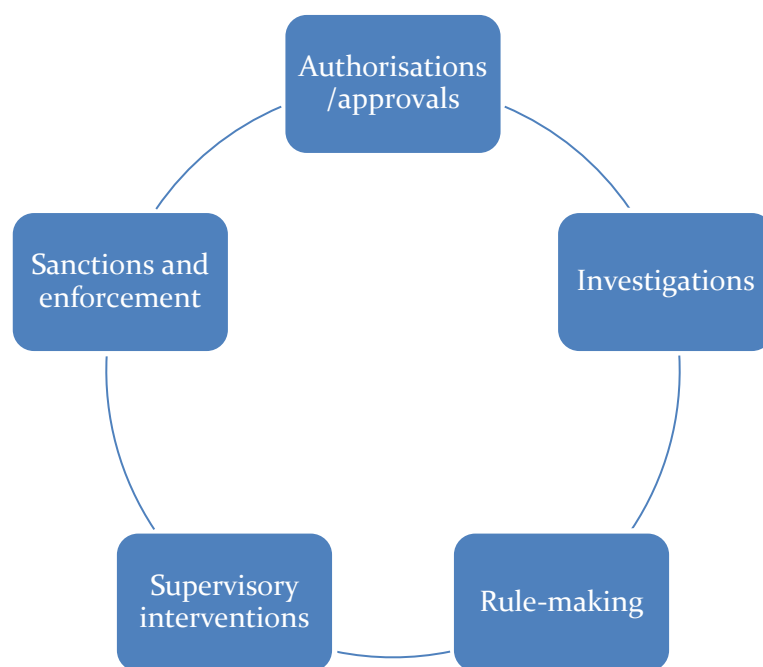 Authorisations
/approvals
Investigations
Rule-making
Supervisory
interventions
Sanctions and
enforcement